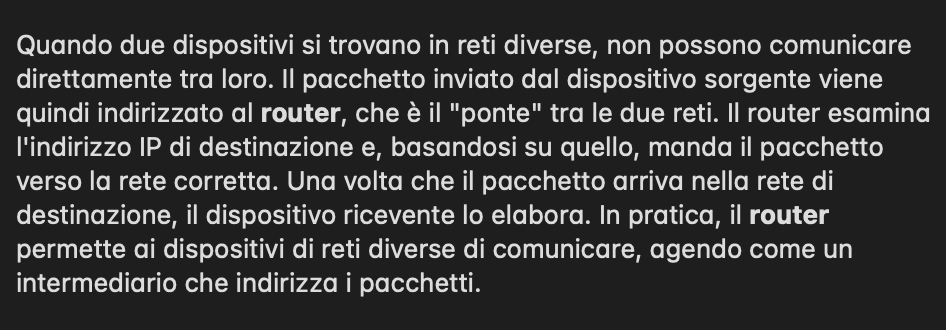 Quando due dispositivi si trovano in reti diverse, non possono comunicare
direttamente tra loro. Il pacchetto inviato dal dispositivo sorgente viene
quindi indirizzato al router, che è il "ponte" tra le due reti. Il router esamina
l'indirizzo IP di destinazione e, basandosi su quello, manda il pacchetto
verso la rete corretta. Una volta che il pacchetto arriva nella rete di
destinazione, il dispositivo ricevente lo elabora. In pratica, il router
permette ai dispositivi di reti diverse di comunicare, agendo come un
intermediario che indirizza i pacchetti.